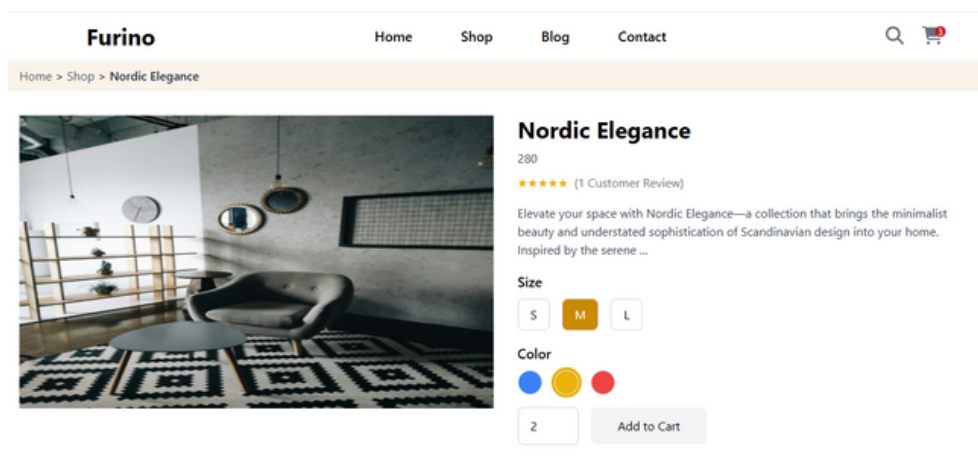 Furino
Home Shop Blog Contact
3
Home > Shop > Nordic Elegance
Nordic Elegance
280
★★★★★ (1 Customer Review)
Elevate your space with Nordic Elegance—a collection that brings the minimalist
beauty and understated sophistication of Scandinavian design into your home.
Inspired by the serene ...
Size
S M L
Color
2 Add to Cart